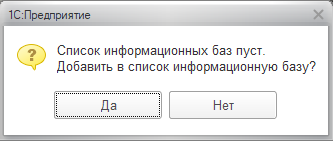 1С:Предприятие
Список информационных баз пуст.
Добавить в список информационную базу?
Да
Нет